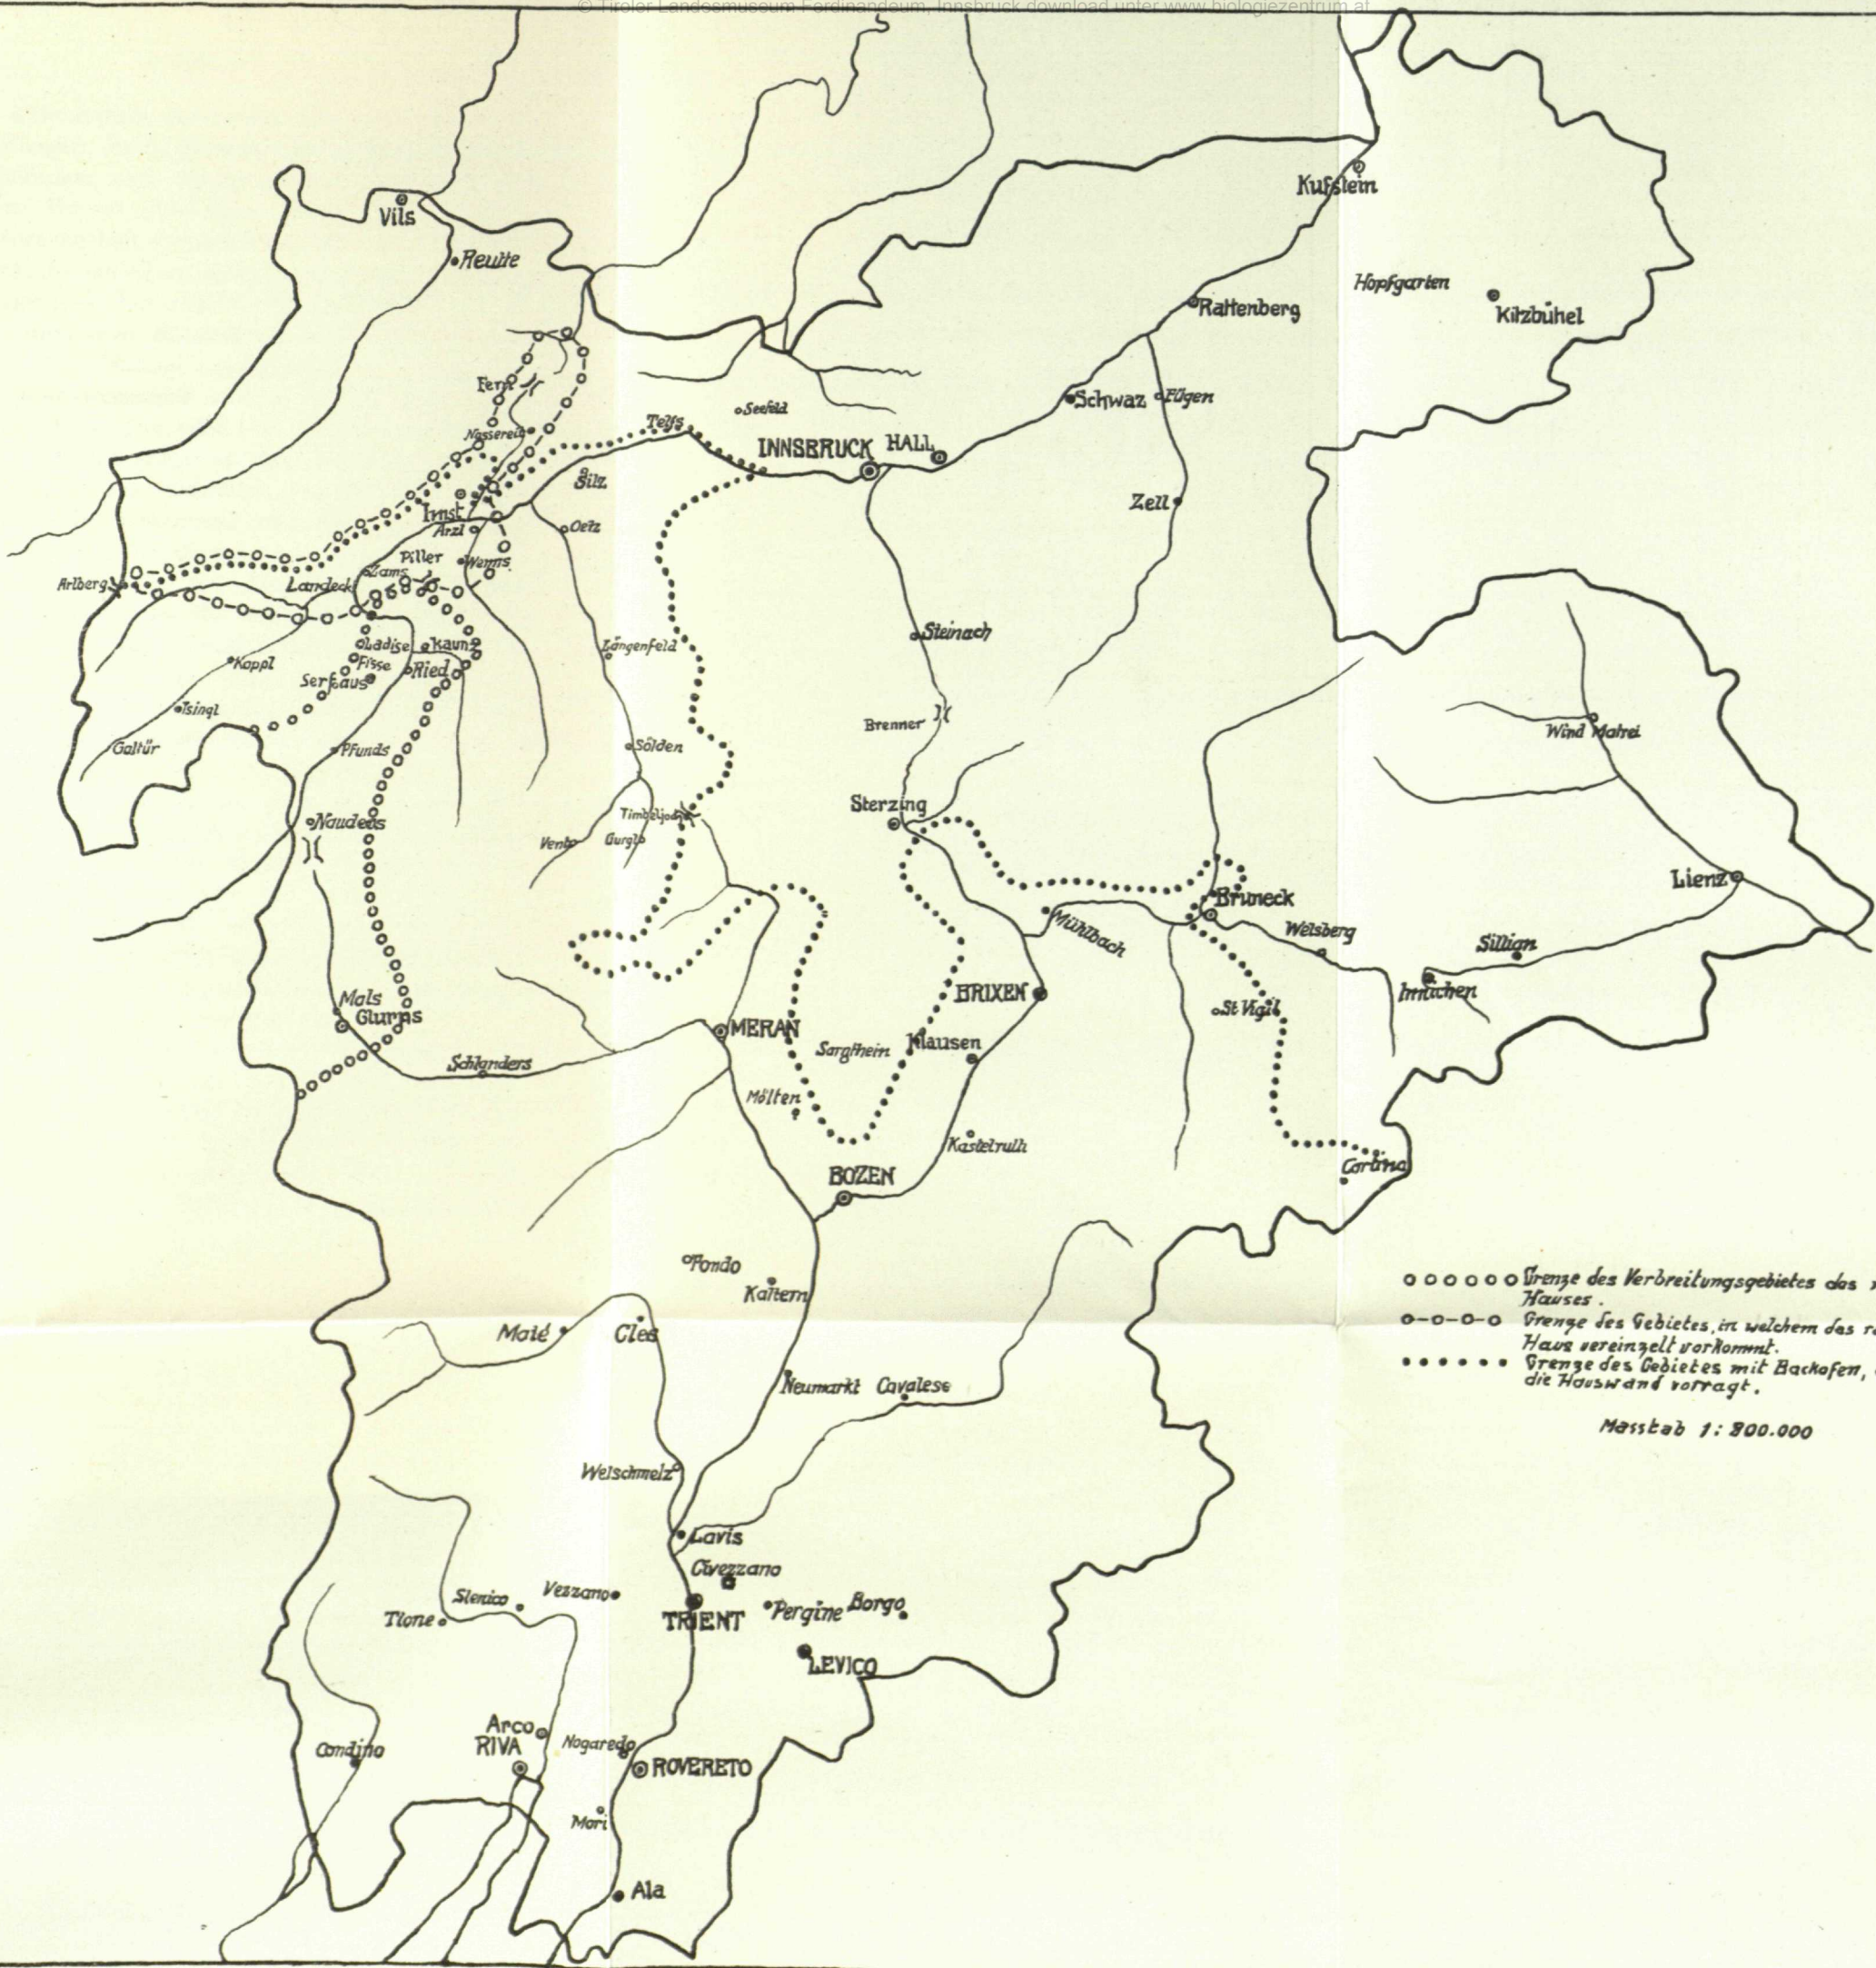 © Tiroler Landesmuseum Ferdinandeum, Innsbruck download unter www.biologiezentrum.at
Kufstein
Vils
Reutte
Hopfgarten
Kitzbühel
Rattenberg
Fern
Schwaz
Fügen
Seefeld
Telfs
Nassereit
INNSBRUCK
HALL
Silz
Imst
Zell
Arzl
Oetz
Piller
Wenns
Zams
Arlberg
Landeck
Steinach
Ladise
Kauns
Längenfeld
Kappl
Fisse
Ried
Serfaus
Tsingl
Brenner
Wind Matrei
Galtür
Pfunds
Sölden
Sterzing
Timbeljoch
Nauders
Vent
Gurgl
Lienz
Bruneck
Mühlbach
Welsberg
Sillian
BRIXEN
Innichen
Mals
Glurns
St Vigil
MERAN
Klausen
Sargthein
Schlanders
Mölten
Kastelruth
Cortina
BOZEN
Fondo
Kaltern
Grenze des Verbreitungsgebietes des
Hauses.
Grenze des Gebietes, in welchem das
Haus vereinzelt vorkommt.
Grenze des Gebietes mit Backofen,
die Hauswand vorragt.
Masstab 1:800.000
Malé
Cles
Neumarkt
Cavalese
Welschmelz
Lavis
Civezzano
Stenico
Vezzano
Tione
TRIENT
Pergine
Borgo
LEVICO
Arco
RIVA
Nogaredo
Condino
ROVERETO
Mori
Ala